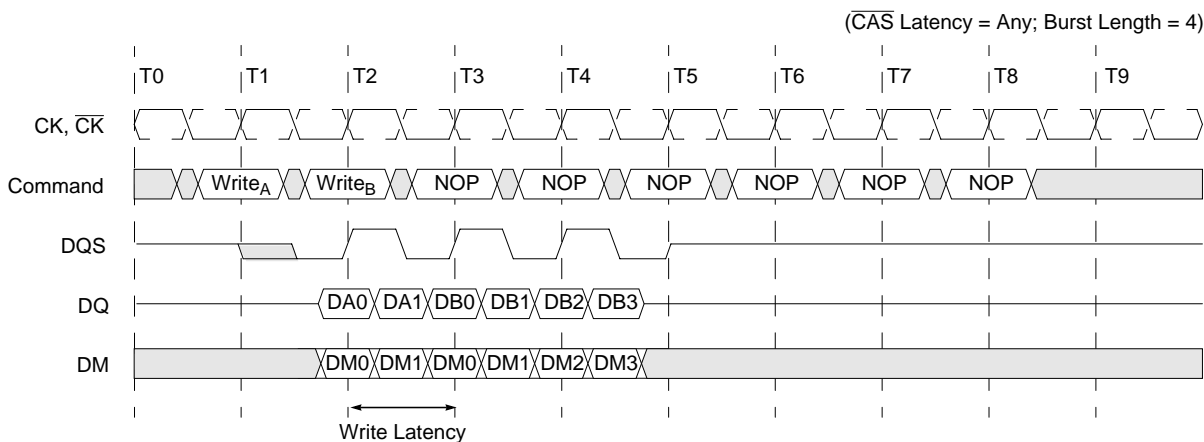 (CAS Latency = Any; Burst Length = 4)
T0 T1 T2 T3 T4 T5 T6 T7 T8 T9
CK, CK
Command WriteA WriteB NOP NOP NOP NOP NOP NOP
DQS
DQ DA0 DA1 DB0 DB1 DB2 DB3
DM DM0 DM1 DM0 DM1 DM2 DM3
Write Latency